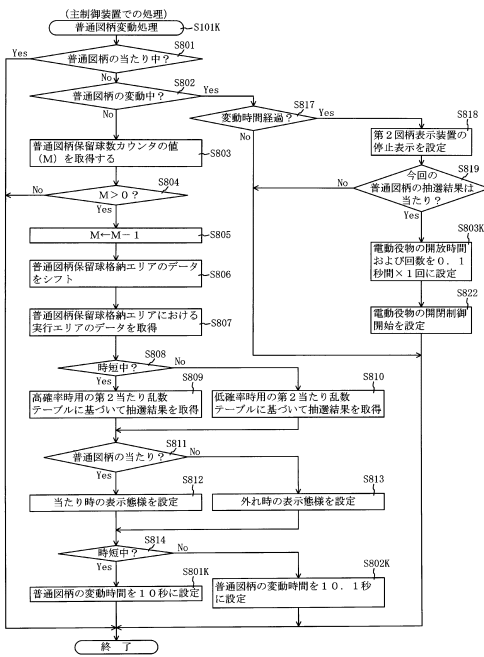 (主制御装置での処理)
普通図柄変動処理
S101K
S801
Yes
普通図柄の当たり中?
No
S802
普通図柄の変動中?
Yes
No
S817
変動時間経過?
Yes
No
S818
第2図柄表示装置の
停止表示を設定
S819
今回の
普通図柄の抽選結果は
当たり?
No
Yes
S803K
電動役物の開放時間
および回数を0.1
秒間×1回に設定
S822
電動役物の開閉制御
開始を設定
普通図柄保留球数カウンタの値
(M)を取得する
S803
S804
M>0?
No
Yes
M←M-1
S805
普通図柄保留球格納エリアのデータ
をシフト
S806
普通図柄保留球格納エリアにおける
実行エリアのデータを取得
S807
S808
時短中?
No
Yes
S809
高確率時用の第2当たり乱数
テーブルに基づいて抽選結果を取得
S810
低確率時用の第2当たり乱数
テーブルに基づいて抽選結果を取得
S811
普通図柄の当たり?
No
Yes
S812
当たり時の表示態様を設定
S813
外れ時の表示態様を設定
S814
時短中?
No
Yes
S801K
普通図柄の変動時間を10秒に設定
S802K
普通図柄の変動時間を10.1秒
に設定
終了